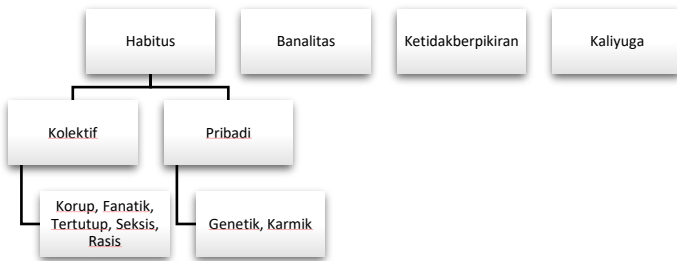 Habitus
Banalitas
Ketidakberpikiran
Kaliyuga
Kolektif
Pribadi
Korup, Fanatik,
Tertutup, Seksis,
Rasis
Genetik, Karmik